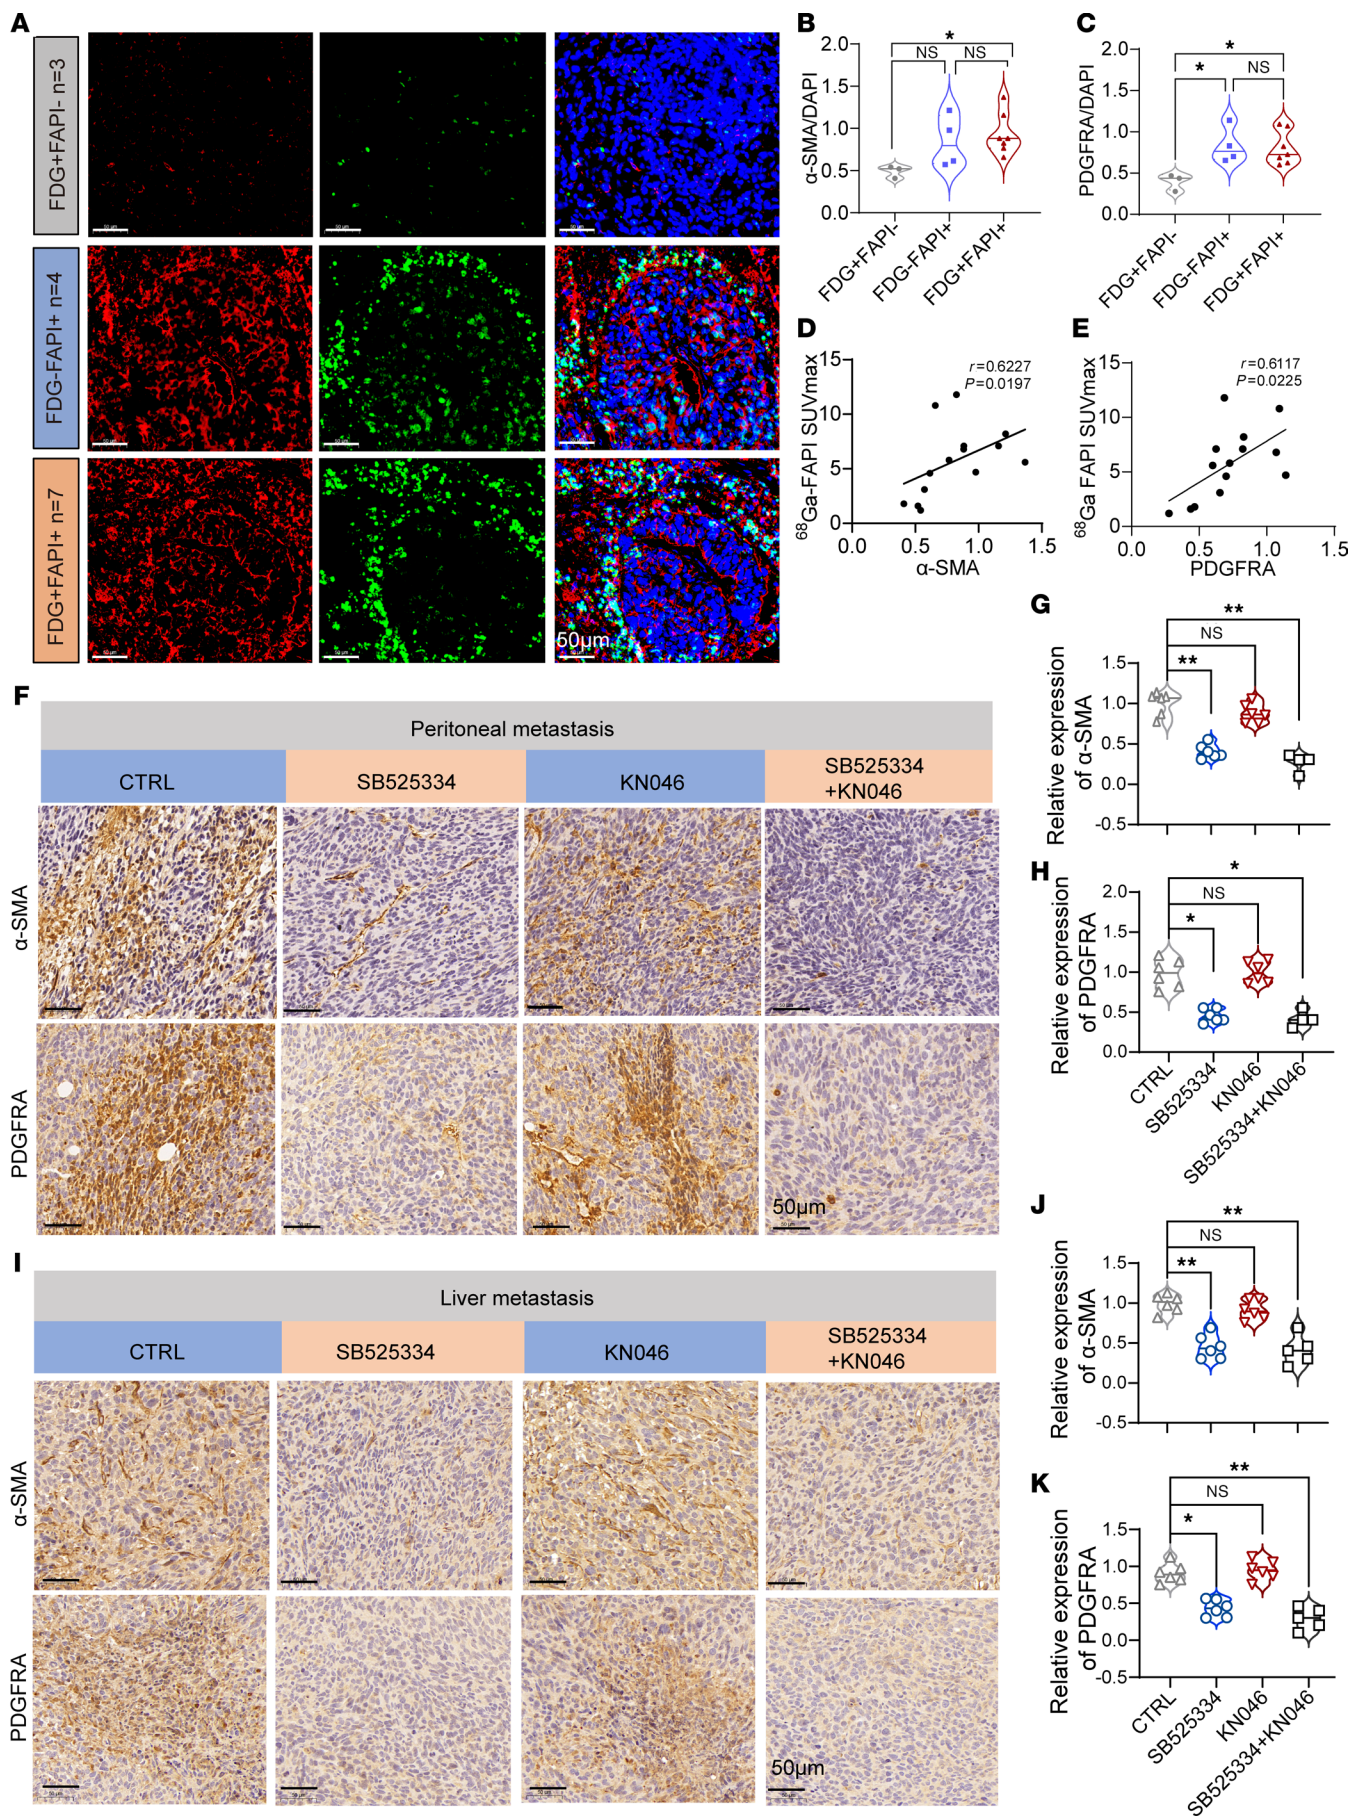 A
FDG+FAPI- n=3
FDG-FAPI+ n=4
FDG+FAPI+ n=7
50μm
B
α-SMA/DAPI
2.0
1.5
1.0
0.5
0.0
*
NS
NS
FDG+FAPI-
FDG-FAPI+
FDG+FAPI+
C
PDGFRA/DAPI
2.0
1.5
1.0
0.5
0.0
*
*
NS
FDG+FAPI-
FDG-FAPI+
FDG+FAPI+
D
68Ga-FAPI SUVmax
15
10
5
0
r=0.6227
P=0.0197
0.0
0.5
1.0
1.5
α-SMA
E
68Ga FAPI SUVmax
15
10
5
0
r=0.6117
P=0.0225
0.0
0.5
1.0
1.5
PDGFRA
F
Peritoneal metastasis
CTRL
SB525334
KN046
SB525334
+KN046
α-SMA
PDGFRA
50μm
G
Relative expression
of α-SMA
1.5
1.0
0.5
0.0
-0.5
**
NS
**
H
Relative expression
of PDGFRA
2.0
1.5
1.0
0.5
0.0
*
NS
*
CTRL
SB525334
KN046
SB525334+KN046
I
Liver metastasis
CTRL
SB525334
KN046
SB525334
+KN046
α-SMA
PDGFRA
50μm
J
Relative expression
of α-SMA
1.5
1.0
0.5
0.0
-0.5
**
NS
**
K
Relative expression
of PDGFRA
1.5
1.0
0.5
0.0
-0.5
**
NS
*
CTRL
SB525334
KN046
SB525334+KN046